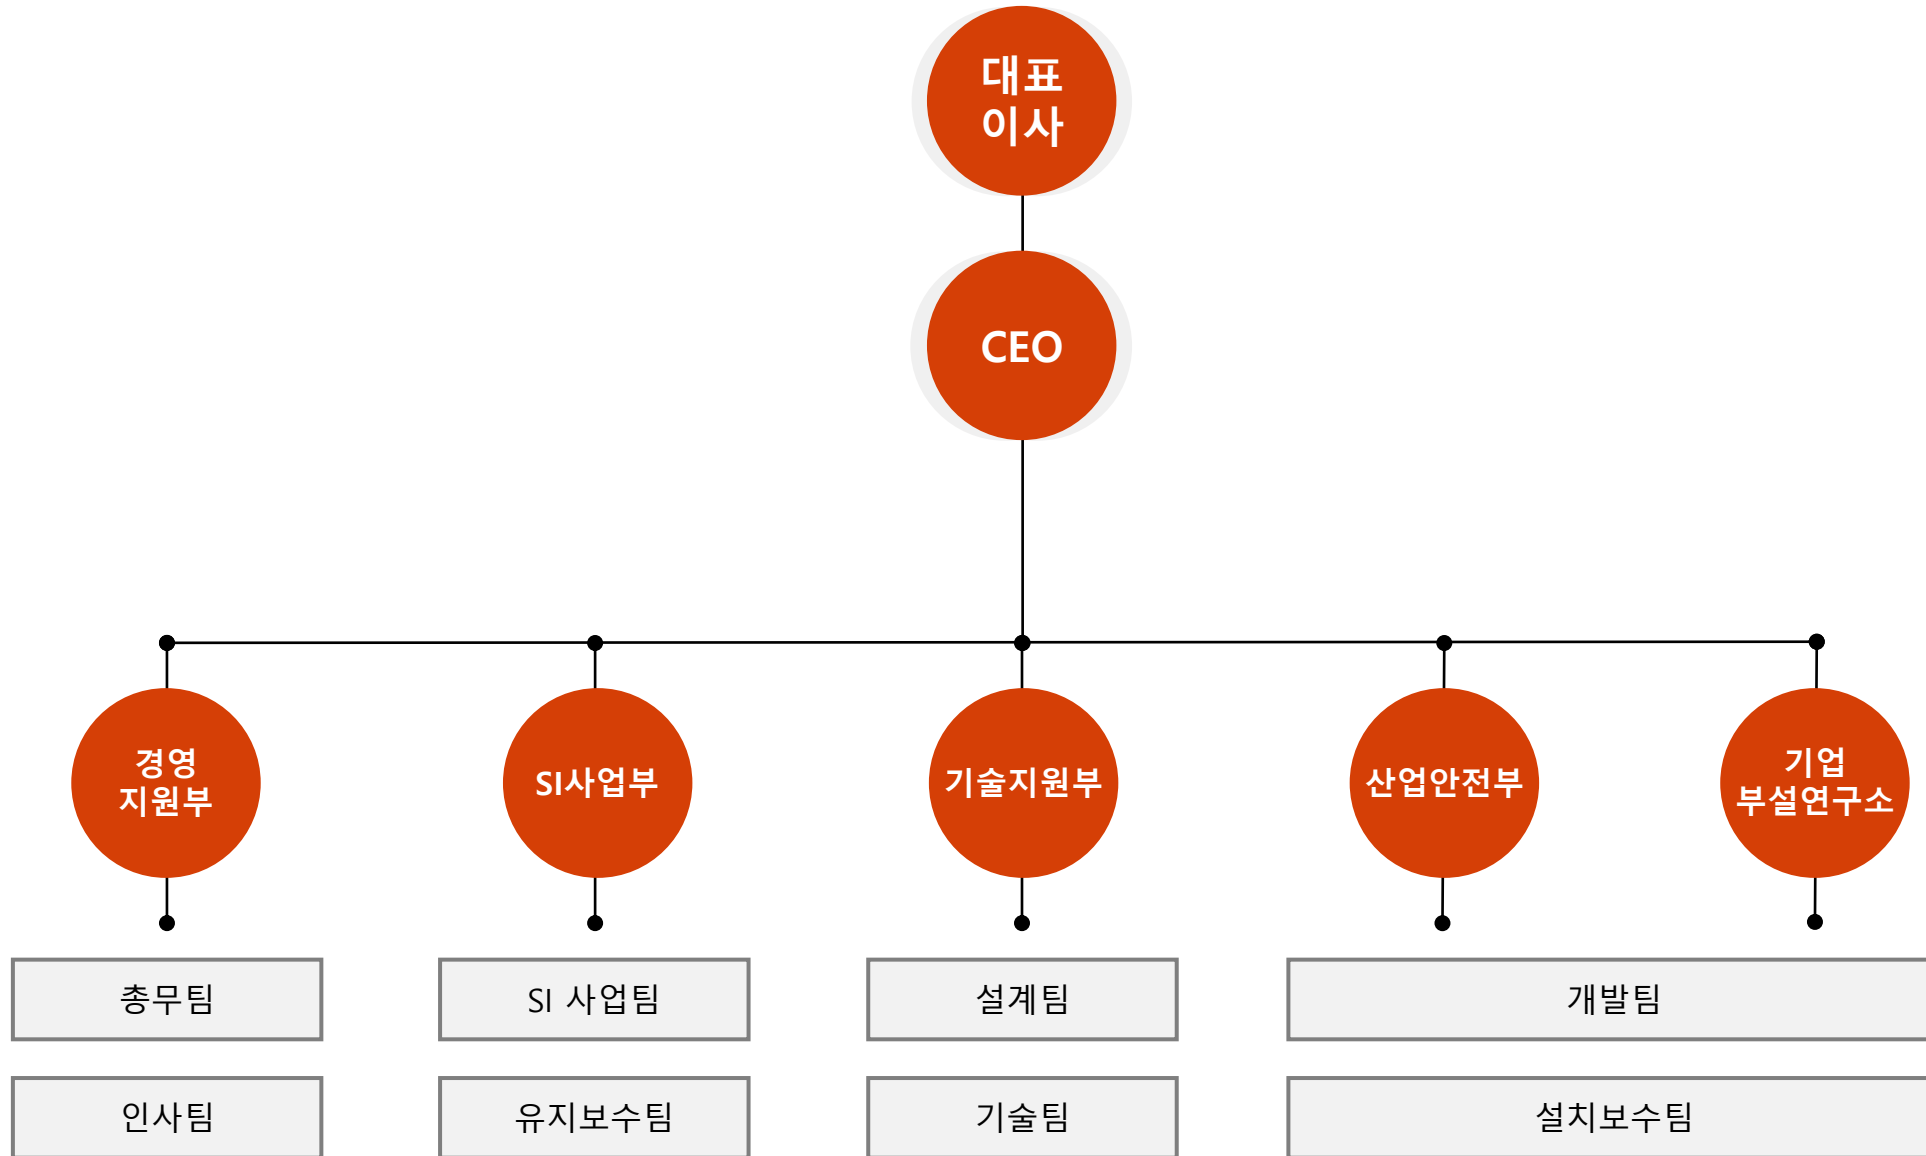 대표
이사
CEO
경영
지원부
SI사업부
기술지원부
산업안전부
기업
부설연구소
총무팀
SI 사업팀
설계팀
개발팀
인사팀
유지보수팀
기술팀
설치보수팀